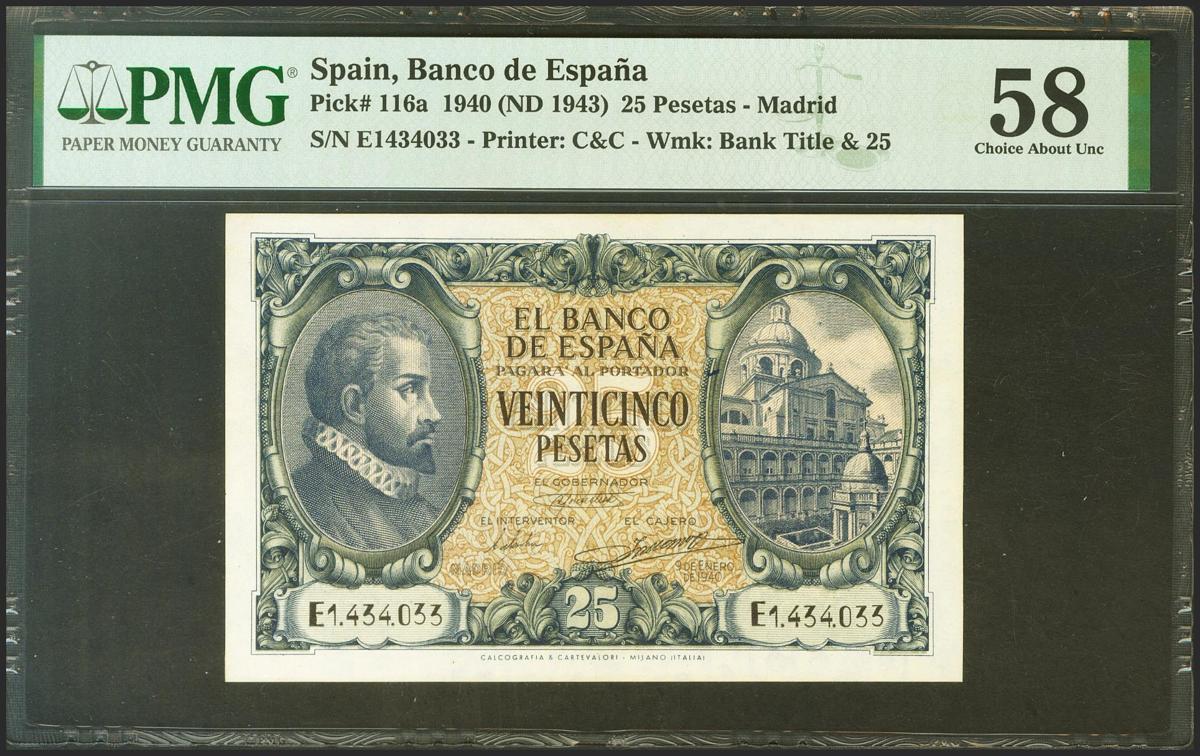 PMG®
PAPER MONEY GUARANTY
Spain, Banco de España
Pick# 116a 1940 (ND 1943) 25 Pesetas - Madrid
S/N E1434033 - Printer: C&C - Wmk: Bank Title & 25
58
Choice About Unc
EL BANCO
DE ESPAÑA
PAGARÁ AL PORTADOR
25
VEINTICINCO
PESETAS
EL GOBERNADOR
EL INTERVENTOR
EL CAJERO
MADRID
9 DE ENERO
DE 1940
E1.434.033
25
E1.434.033
CALCOGRAFIA & CARTEVALORI - MILANO (ITALIA)